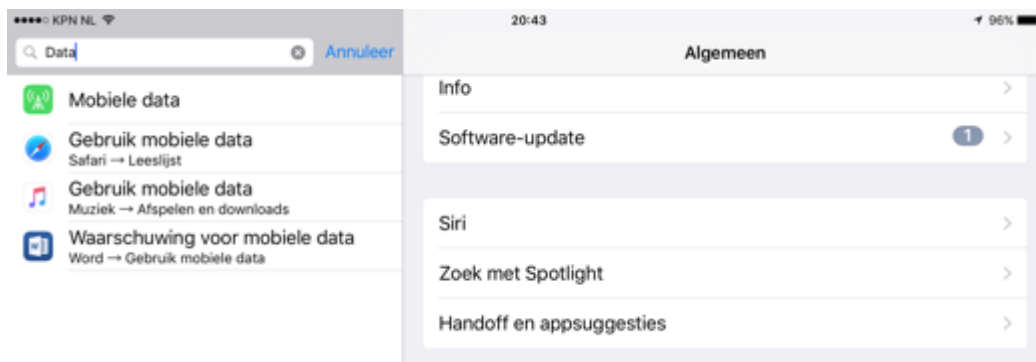 KPN NL 20:43 96%
Data Annuleer Algemeen
Mobiele data
Gebruik mobiele data
Safari → Leeslijst
Gebruik mobiele data
Muziek → Afspelen en downloads
Waarschuwing voor mobiele data
Word → Gebruik mobiele data
Info
Software-update 1
Siri
Zoek met Spotlight
Handoff en appsuggesties